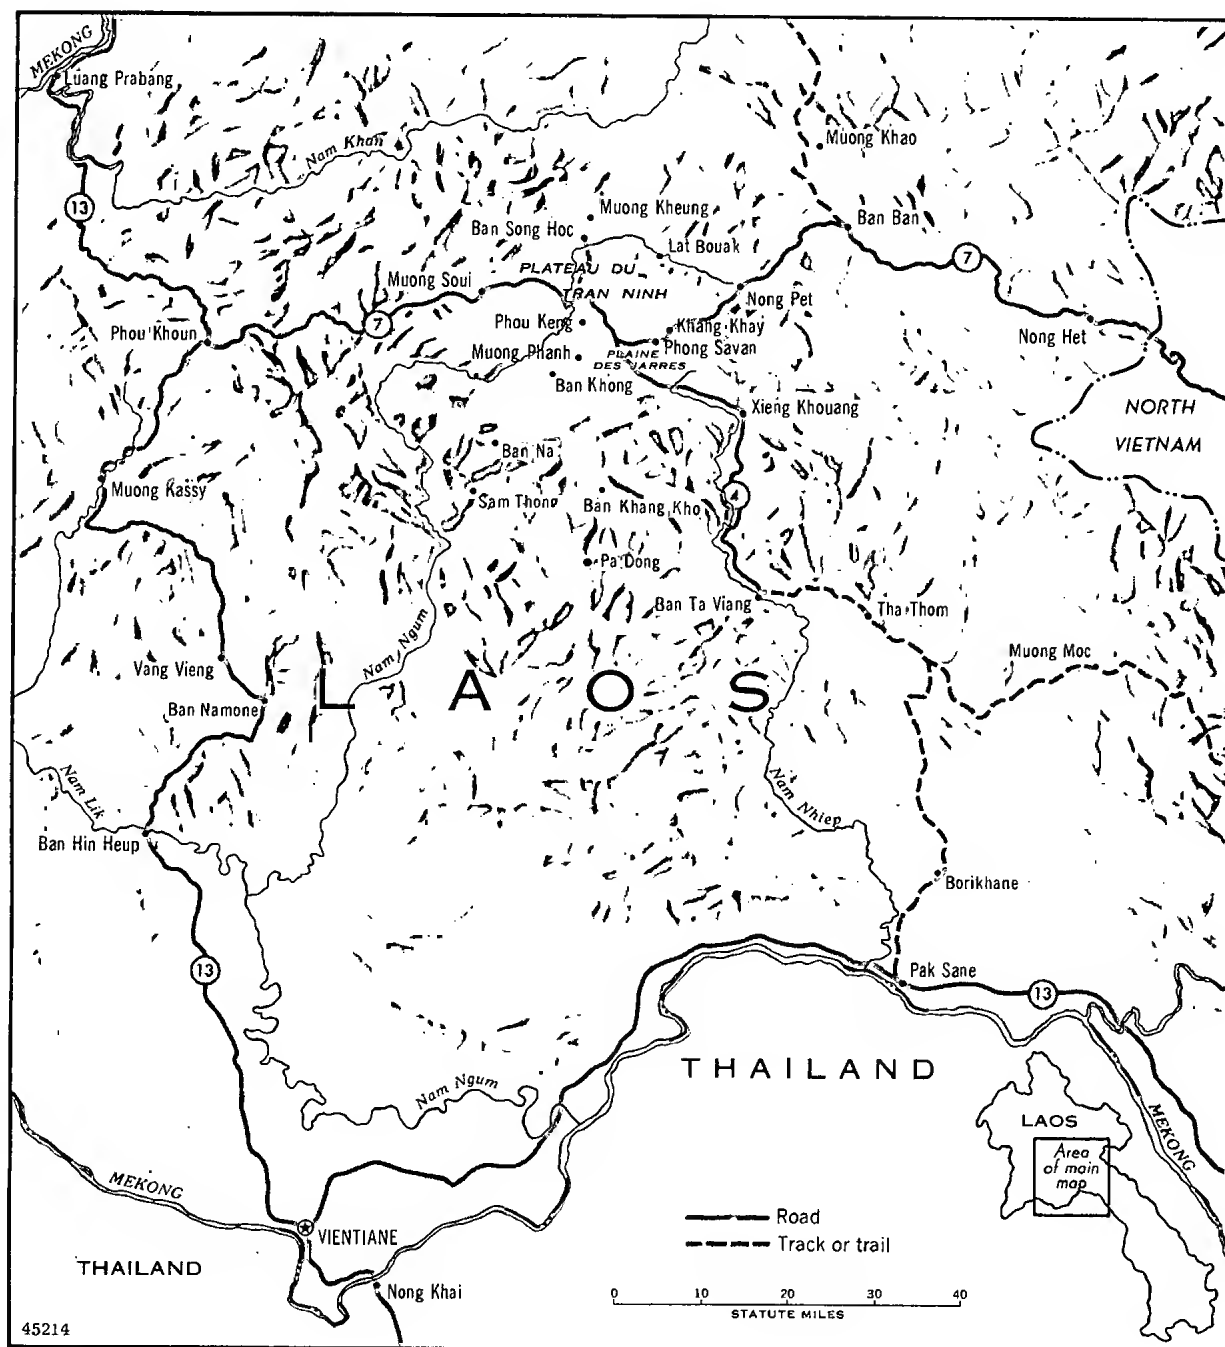 MEKONG
Luang Prabang
Nam Khan
Muong Khao
13
Muong Kheung
Ban Ban
Ban Song Hoc
Lat Bouak
7
PLATEAU DU
TRAN NINH
Muong Soui
Nong Pet
Phou Khoun
7
Phou Keng
Khang Khay
Nong Het
Muong Phanh
PLAINE
DES JARRES
Phong Savan
Ban Khong
Xieng Khouang
NORTH
VIETNAM
Ban Na
Muong Kassy
Sam Thong
Ban Khang Kho
4
Pa Dong
Ban Ta Viang
Tha Thom
Nam Ngum
Muong Moc
Vang Vieng
LAOS
Ban Namone
Nam Lik
Nam Nhiep
Ban Hin Heup
Borikhane
13
Pak Sane
13
THAILAND
Nam Ngum
MEKONG
LAOS
Area
of main
map
MEKONG
Road
Track or trail
VIENTIANE
THAILAND
Nong Khai
0 10 20 30 40
STATUTE MILES
45214